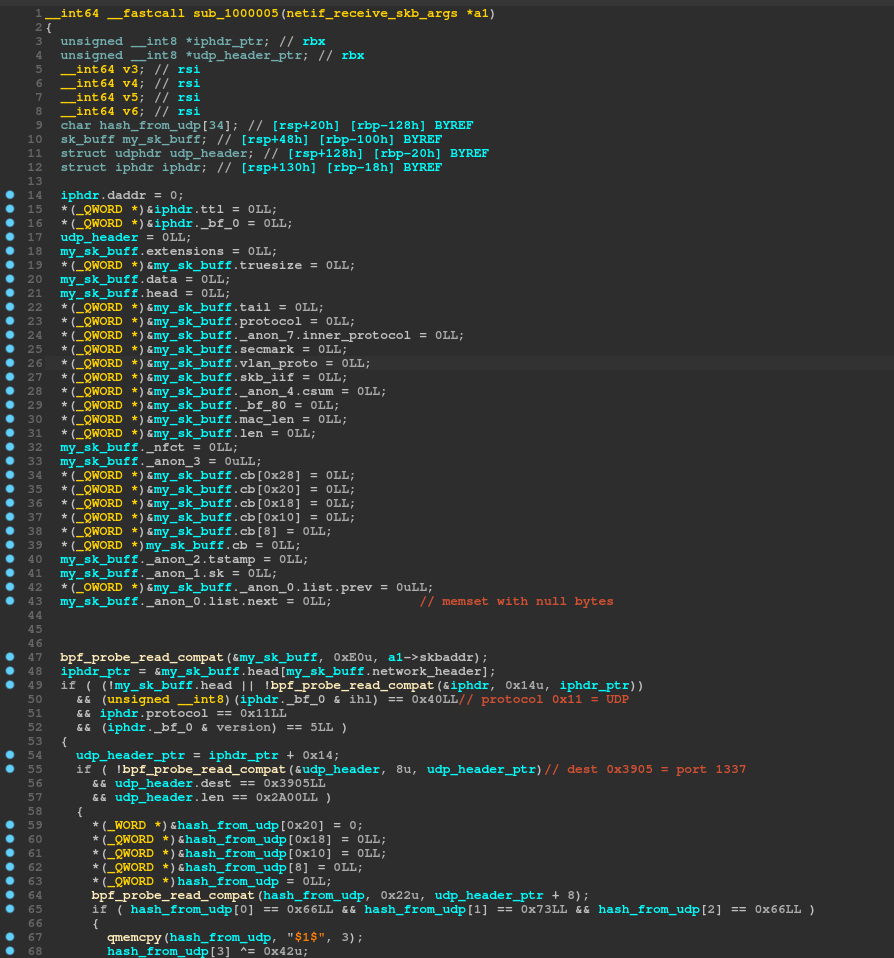 1 __int64 __fastcall sub_1000005(netif_receive_skb_args *a1)
2 {
3 unsigned __int8 *iphdr_ptr; // rbx
4 unsigned __int8 *udp_header_ptr; // rbx
5 __int64 v3; // rsi
6 __int64 v4; // rsi
7 __int64 v5; // rsi
8 __int64 v6; // rsi
9 char hash_from_udp[34]; // [rsp+20h] [rbp-128h] BYREF
10 sk_buff my_sk_buff; // [rsp+48h] [rbp-100h] BYREF
11 struct udphdr udp_header; // [rsp+128h] [rbp-20h] BYREF
12 struct iphdr iphdr; // [rsp+130h] [rbp-18h] BYREF
13
14 iphdr.daddr = 0;
15 *(_QWORD *)&iphdr.ttl = 0LL;
16 *(_QWORD *)&iphdr._bf_0 = 0LL;
17 udp_header = 0LL;
18 my_sk_buff.extensions = 0LL;
19 *(_QWORD *)&my_sk_buff.truesize = 0LL;
20 my_sk_buff.data = 0LL;
21 my_sk_buff.head = 0LL;
22 *(_QWORD *)&my_sk_buff.tail = 0LL;
23 *(_QWORD *)&my_sk_buff.protocol = 0LL;
24 *(_QWORD *)&my_sk_buff._anon_7.inner_protocol = 0LL;
25 *(_QWORD *)&my_sk_buff.secmark = 0LL;
26 *(_QWORD *)&my_sk_buff.vlan_proto = 0LL;
27 *(_QWORD *)&my_sk_buff.skb_iif = 0LL;
28 *(_QWORD *)&my_sk_buff._anon_4.csum = 0LL;
29 *(_QWORD *)&my_sk_buff._bf_80 = 0LL;
30 *(_QWORD *)&my_sk_buff.mac_len = 0LL;
31 *(_QWORD *)&my_sk_buff.len = 0LL;
32 my_sk_buff._nfct = 0LL;
33 my_sk_buff._anon_3 = 0uLL;
34 *(_QWORD *)&my_sk_buff.cb[0x28] = 0LL;
35 *(_QWORD *)&my_sk_buff.cb[0x20] = 0LL;
36 *(_QWORD *)&my_sk_buff.cb[0x18] = 0LL;
37 *(_QWORD *)&my_sk_buff.cb[0x10] = 0LL;
38 *(_QWORD *)&my_sk_buff.cb[8] = 0LL;
39 *(_QWORD *)my_sk_buff.cb = 0LL;
40 my_sk_buff._anon_2.tstamp = 0LL;
41 my_sk_buff._anon_1.sk = 0LL;
42 *(_OWORD *)&my_sk_buff._anon_0.list.prev = 0uLL;
43 my_sk_buff._anon_0.list.next = 0LL; // memset with null bytes
44
45
46
47 bpf_probe_read_compat(&my_sk_buff, 0xE0u, a1->skbaddr);
48 iphdr_ptr = &my_sk_buff.head[my_sk_buff.network_header];
49 if ( (!my_sk_buff.head || !bpf_probe_read_compat(&iphdr, 0x14u, iphdr_ptr))
50 && (unsigned __int8)(iphdr._bf_0 & ihl) == 0x40LL// protocol 0x11 = UDP
51 && iphdr.protocol == 0x11LL
52 && (iphdr._bf_0 & version) == 5LL )
53 {
54 udp_header_ptr = iphdr_ptr + 0x14;
55 if ( !bpf_probe_read_compat(&udp_header, 8u, udp_header_ptr)// dest 0x3905 = port 1337
56 && udp_header.dest == 0x3905LL
57 && udp_header.len == 0x2A00LL )
58 {
59 *(_WORD *)&hash_from_udp[0x20] = 0;
60 *(_QWORD *)&hash_from_udp[0x18] = 0LL;
61 *(_QWORD *)&hash_from_udp[0x10] = 0LL;
62 *(_QWORD *)&hash_from_udp[8] = 0LL;
63 *(_QWORD *)hash_from_udp = 0LL;
64 bpf_probe_read_compat(hash_from_udp, 0x22u, udp_header_ptr + 8);
65 if ( hash_from_udp[0] == 0x66LL && hash_from_udp[1] == 0x73LL && hash_from_udp[2] == 0x66LL )
66 {
67 qmemcpy(hash_from_udp, "$1$", 3);
68 hash_from_udp[3] ^= 0x42u;